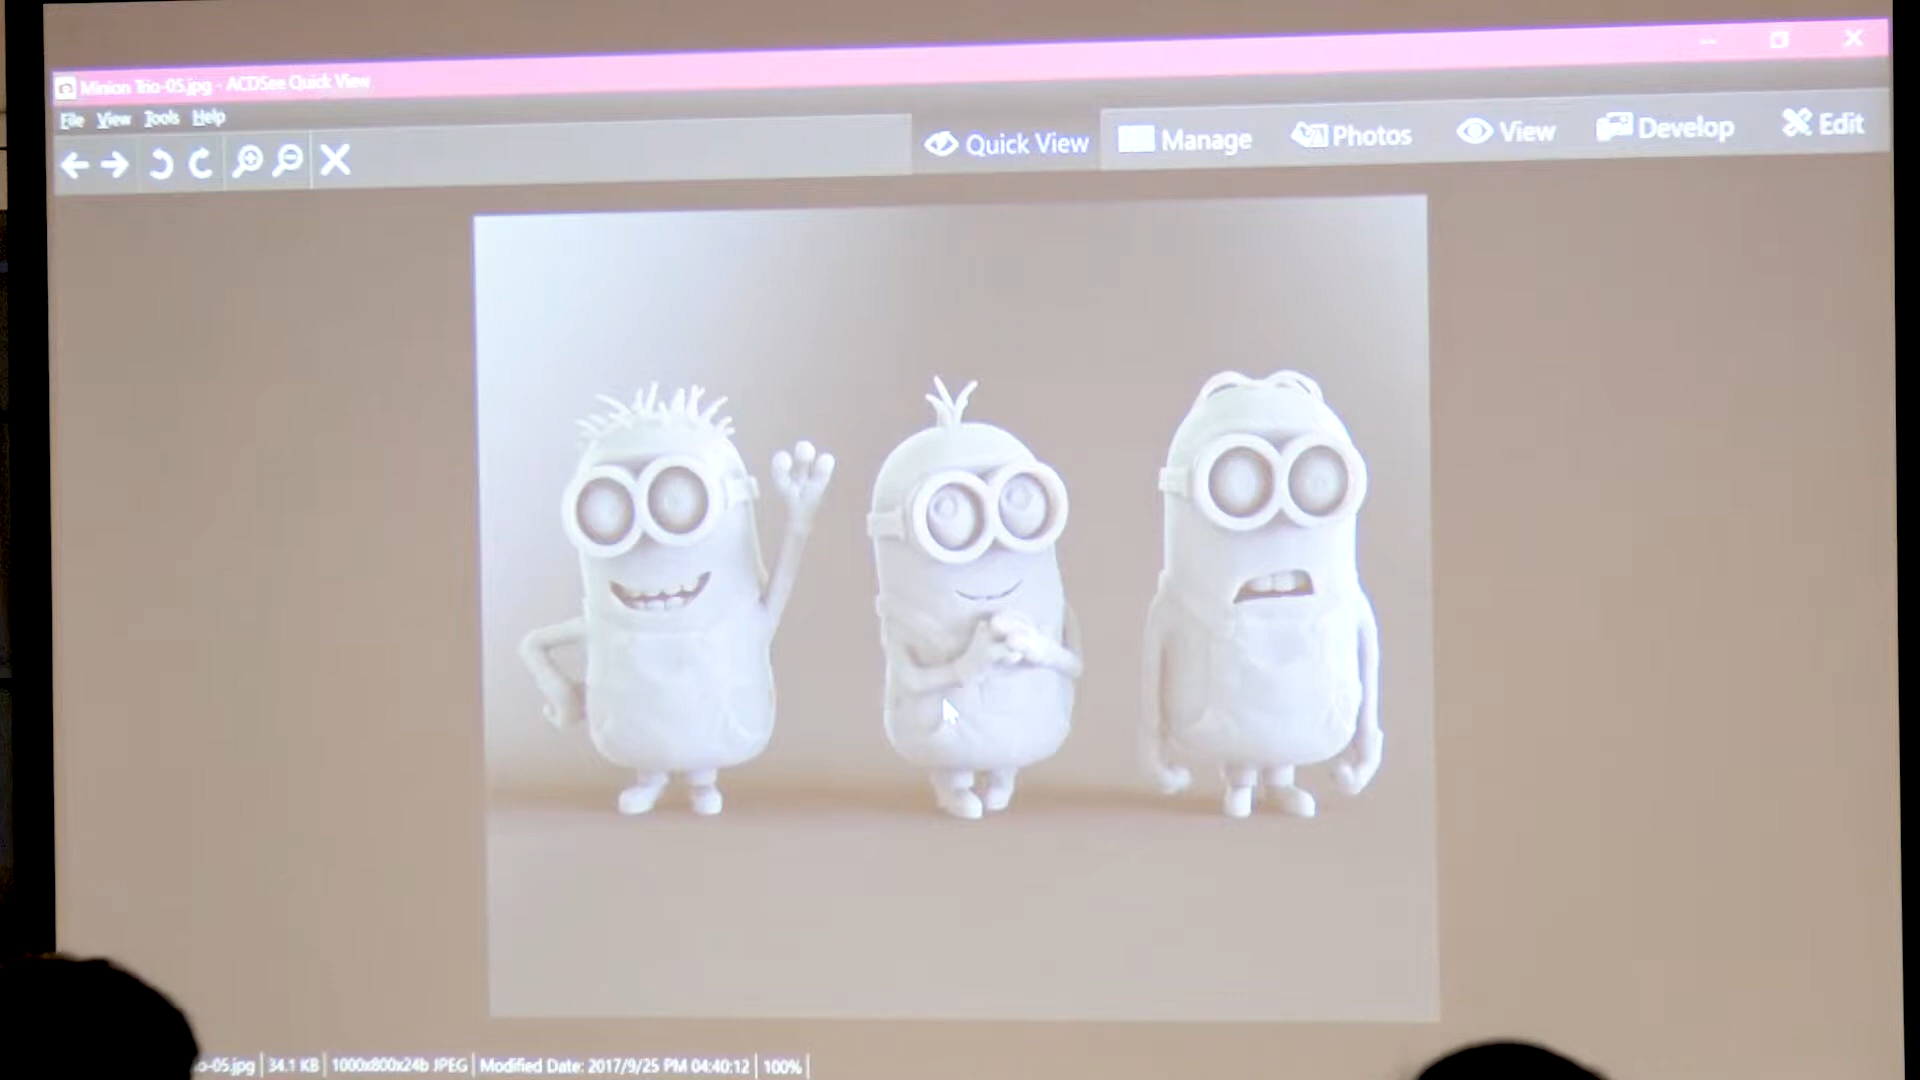 Minion Trio-05.jpg - ACDSee Quick View
File View Tools Help
Quick View Manage Photos View Develop Edit
o-05.jpg | 34.1 KB | 1000x800x24b JPEG | Modified Date: 2017/9/25 PM 04:40:12 | 100% |